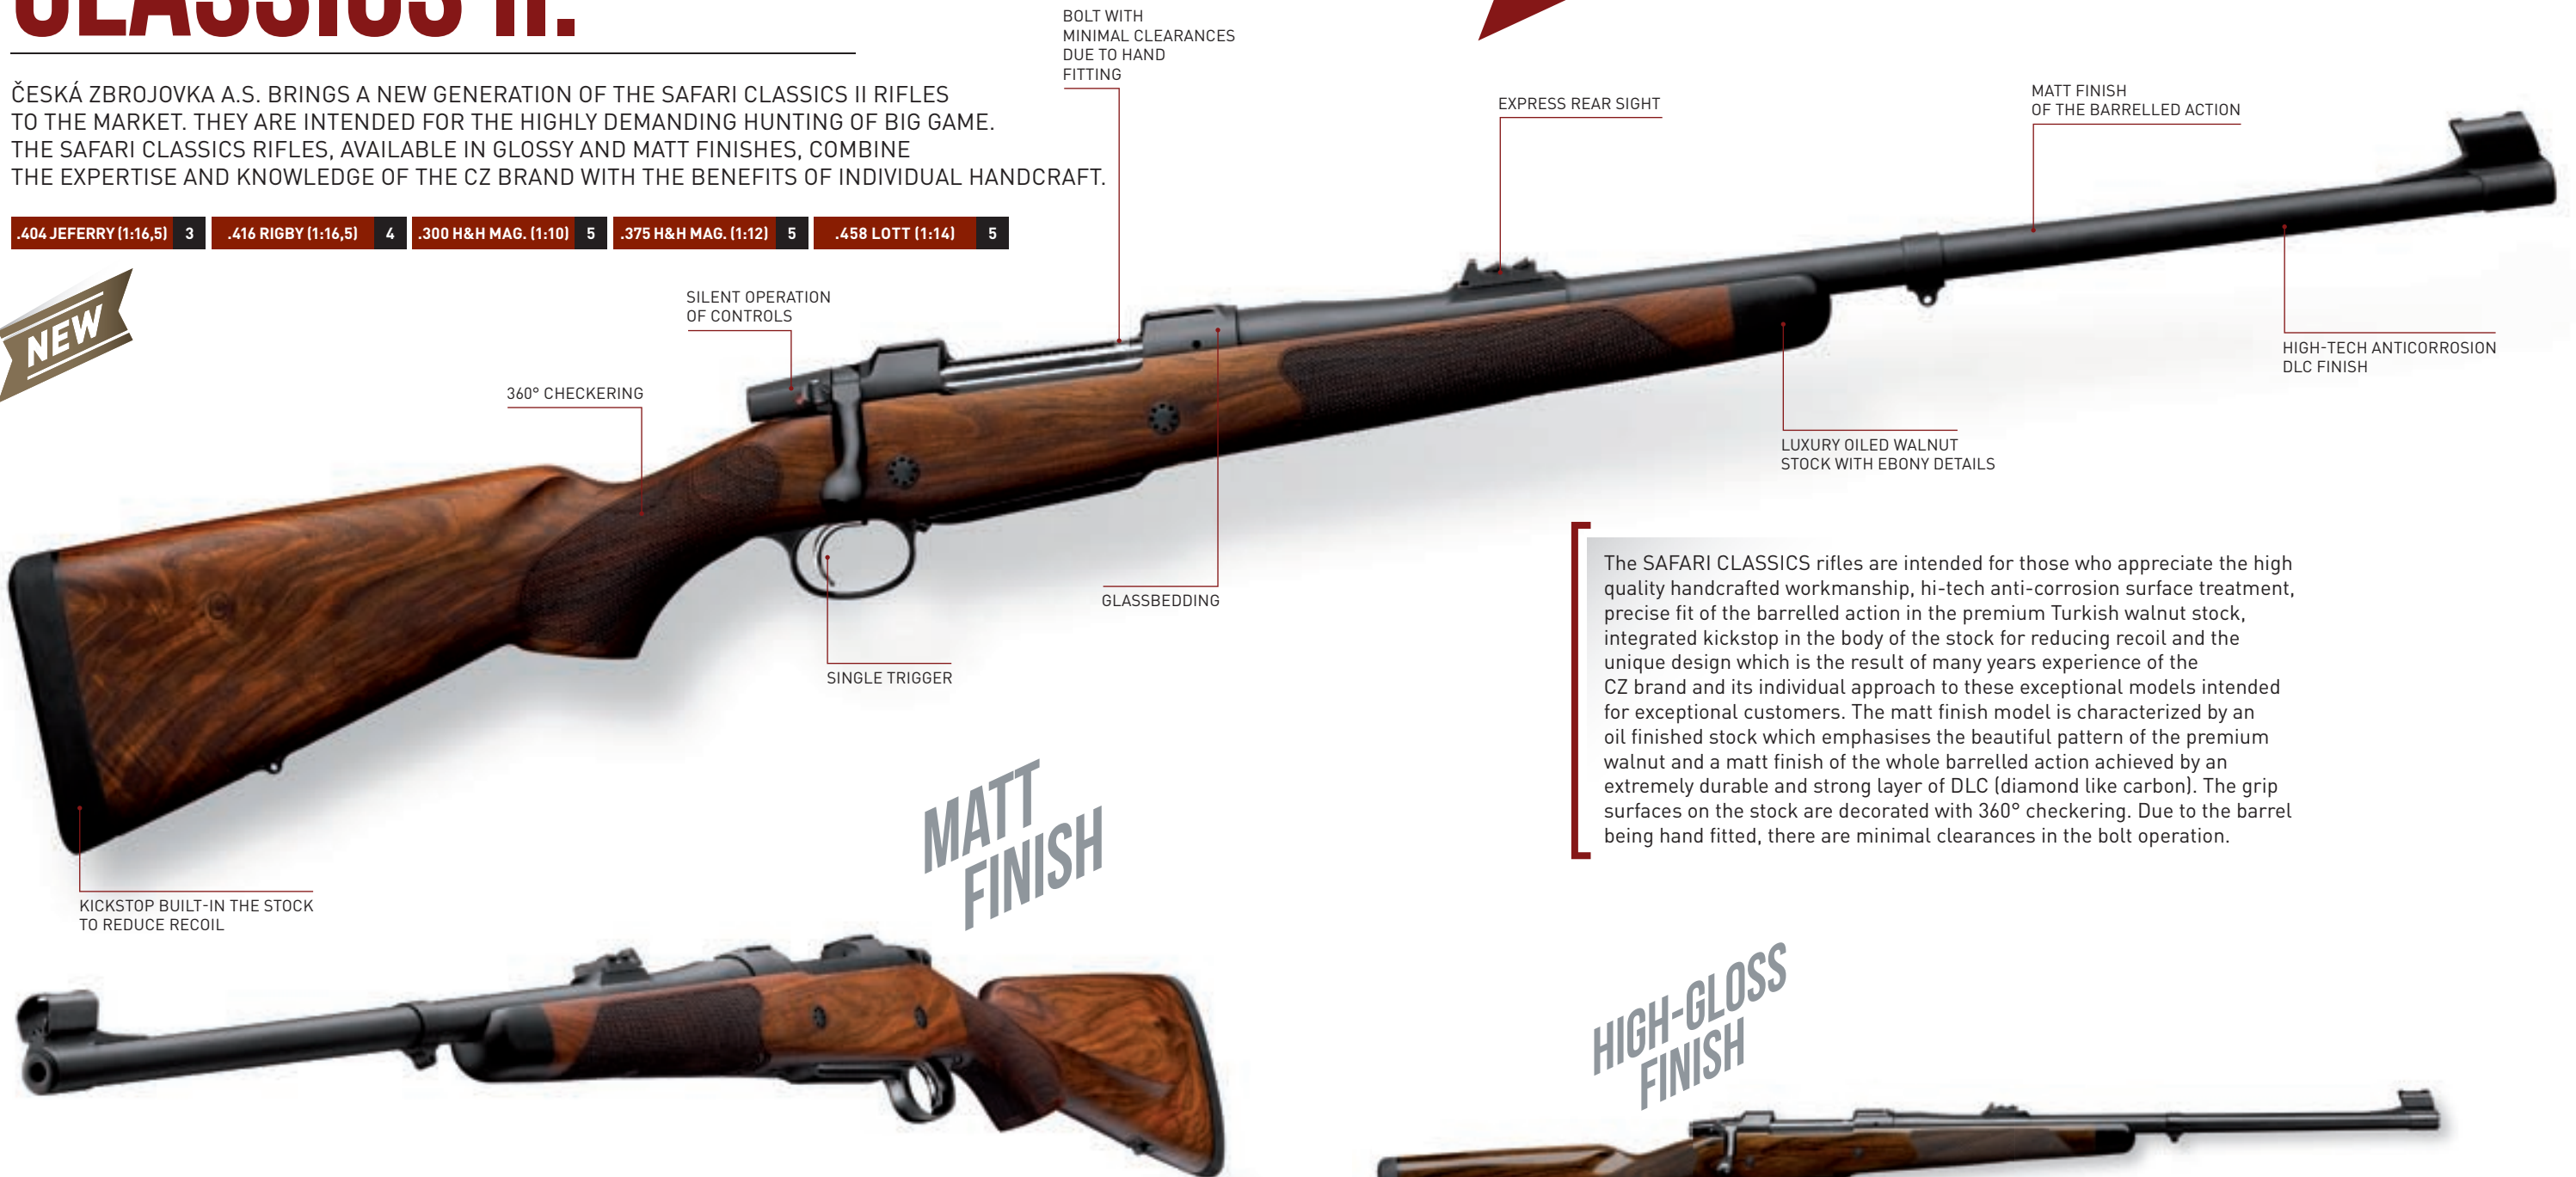 CLASSICS II.
ČESKÁ ZBROJOVKA A.S. BRINGS A NEW GENERATION OF THE SAFARI CLASSICS II RIFLES
TO THE MARKET. THEY ARE INTENDED FOR THE HIGHLY DEMANDING HUNTING OF BIG GAME.
THE SAFARI CLASSICS RIFLES, AVAILABLE IN GLOSSY AND MATT FINISHES, COMBINE
THE EXPERTISE AND KNOWLEDGE OF THE CZ BRAND WITH THE BENEFITS OF INDIVIDUAL HANDCRAFT.
.404 JEFERRY (1:16,5) 3 .416 RIGBY (1:16,5) 4 .300 H&H MAG. (1:10) 5 .375 H&H MAG. (1:12) 5 .458 LOTT (1:14) 5
NEW
BOLT WITH
MINIMAL CLEARANCES
DUE TO HAND
FITTING
EXPRESS REAR SIGHT
MATT FINISH
OF THE BARRELLED ACTION
SILENT OPERATION
OF CONTROLS
360° CHECKERING
HIGH-TECH ANTICORROSION
DLC FINISH
LUXURY OILED WALNUT
STOCK WITH EBONY DETAILS
GLASSBEDDING
SINGLE TRIGGER
KICKSTOP BUILT-IN THE STOCK
TO REDUCE RECOIL
The SAFARI CLASSICS rifles are intended for those who appreciate the high
quality handcrafted workmanship, hi-tech anti-corrosion surface treatment,
precise fit of the barrelled action in the premium Turkish walnut stock,
integrated kickstop in the body of the stock for reducing recoil and the
unique design which is the result of many years experience of the
CZ brand and its individual approach to these exceptional models intended
for exceptional customers. The matt finish model is characterized by an
oil finished stock which emphasises the beautiful pattern of the premium
walnut and a matt finish of the whole barrelled action achieved by an
extremely durable and strong layer of DLC (diamond like carbon). The grip
surfaces on the stock are decorated with 360° checkering. Due to the barrel
being hand fitted, there are minimal clearances in the bolt operation.
MATT
FINISH
HIGH-GLOSS
FINISH